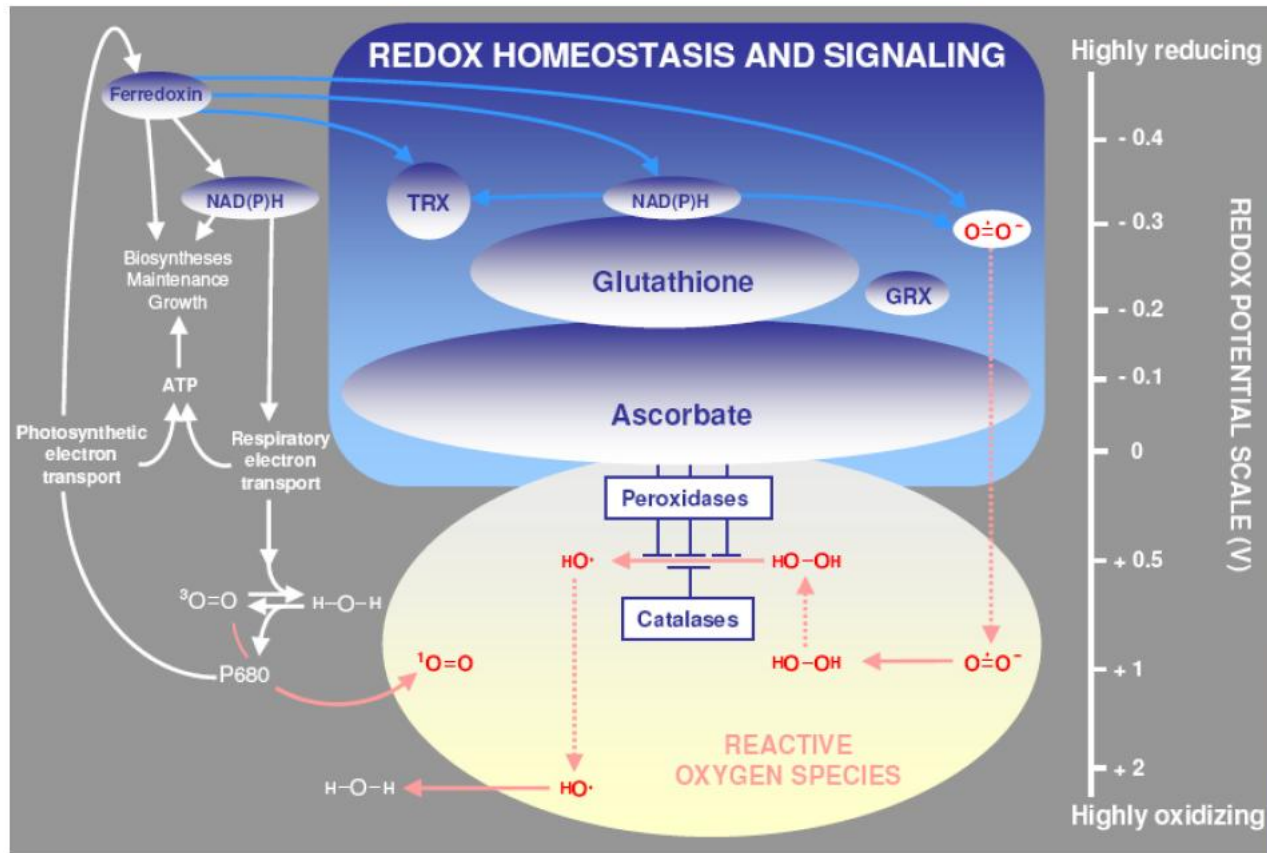 REDOX HOMEOSTASIS AND SIGNALING
Highly reducing
Ferredoxin
- 0.4
NAD(P)H
TRX
NAD(P)H
- 0.3
O∸O⁻
Biosyntheses
Maintenance
Growth
Glutathione
GRX
- 0.2
ATP
- 0.1
Ascorbate
Photosynthetic
electron
transport
Respiratory
electron
transport
0
REDOX POTENTIAL SCALE (V)
Peroxidases
HO·
HO-OH
+ 0.5
³O=O
H-O-H
Catalases
P680
¹O=O
HO-OH
O∸O⁻
+ 1
REACTIVE
OXYGEN SPECIES
H-O-H
HO·
+ 2
Highly oxidizing